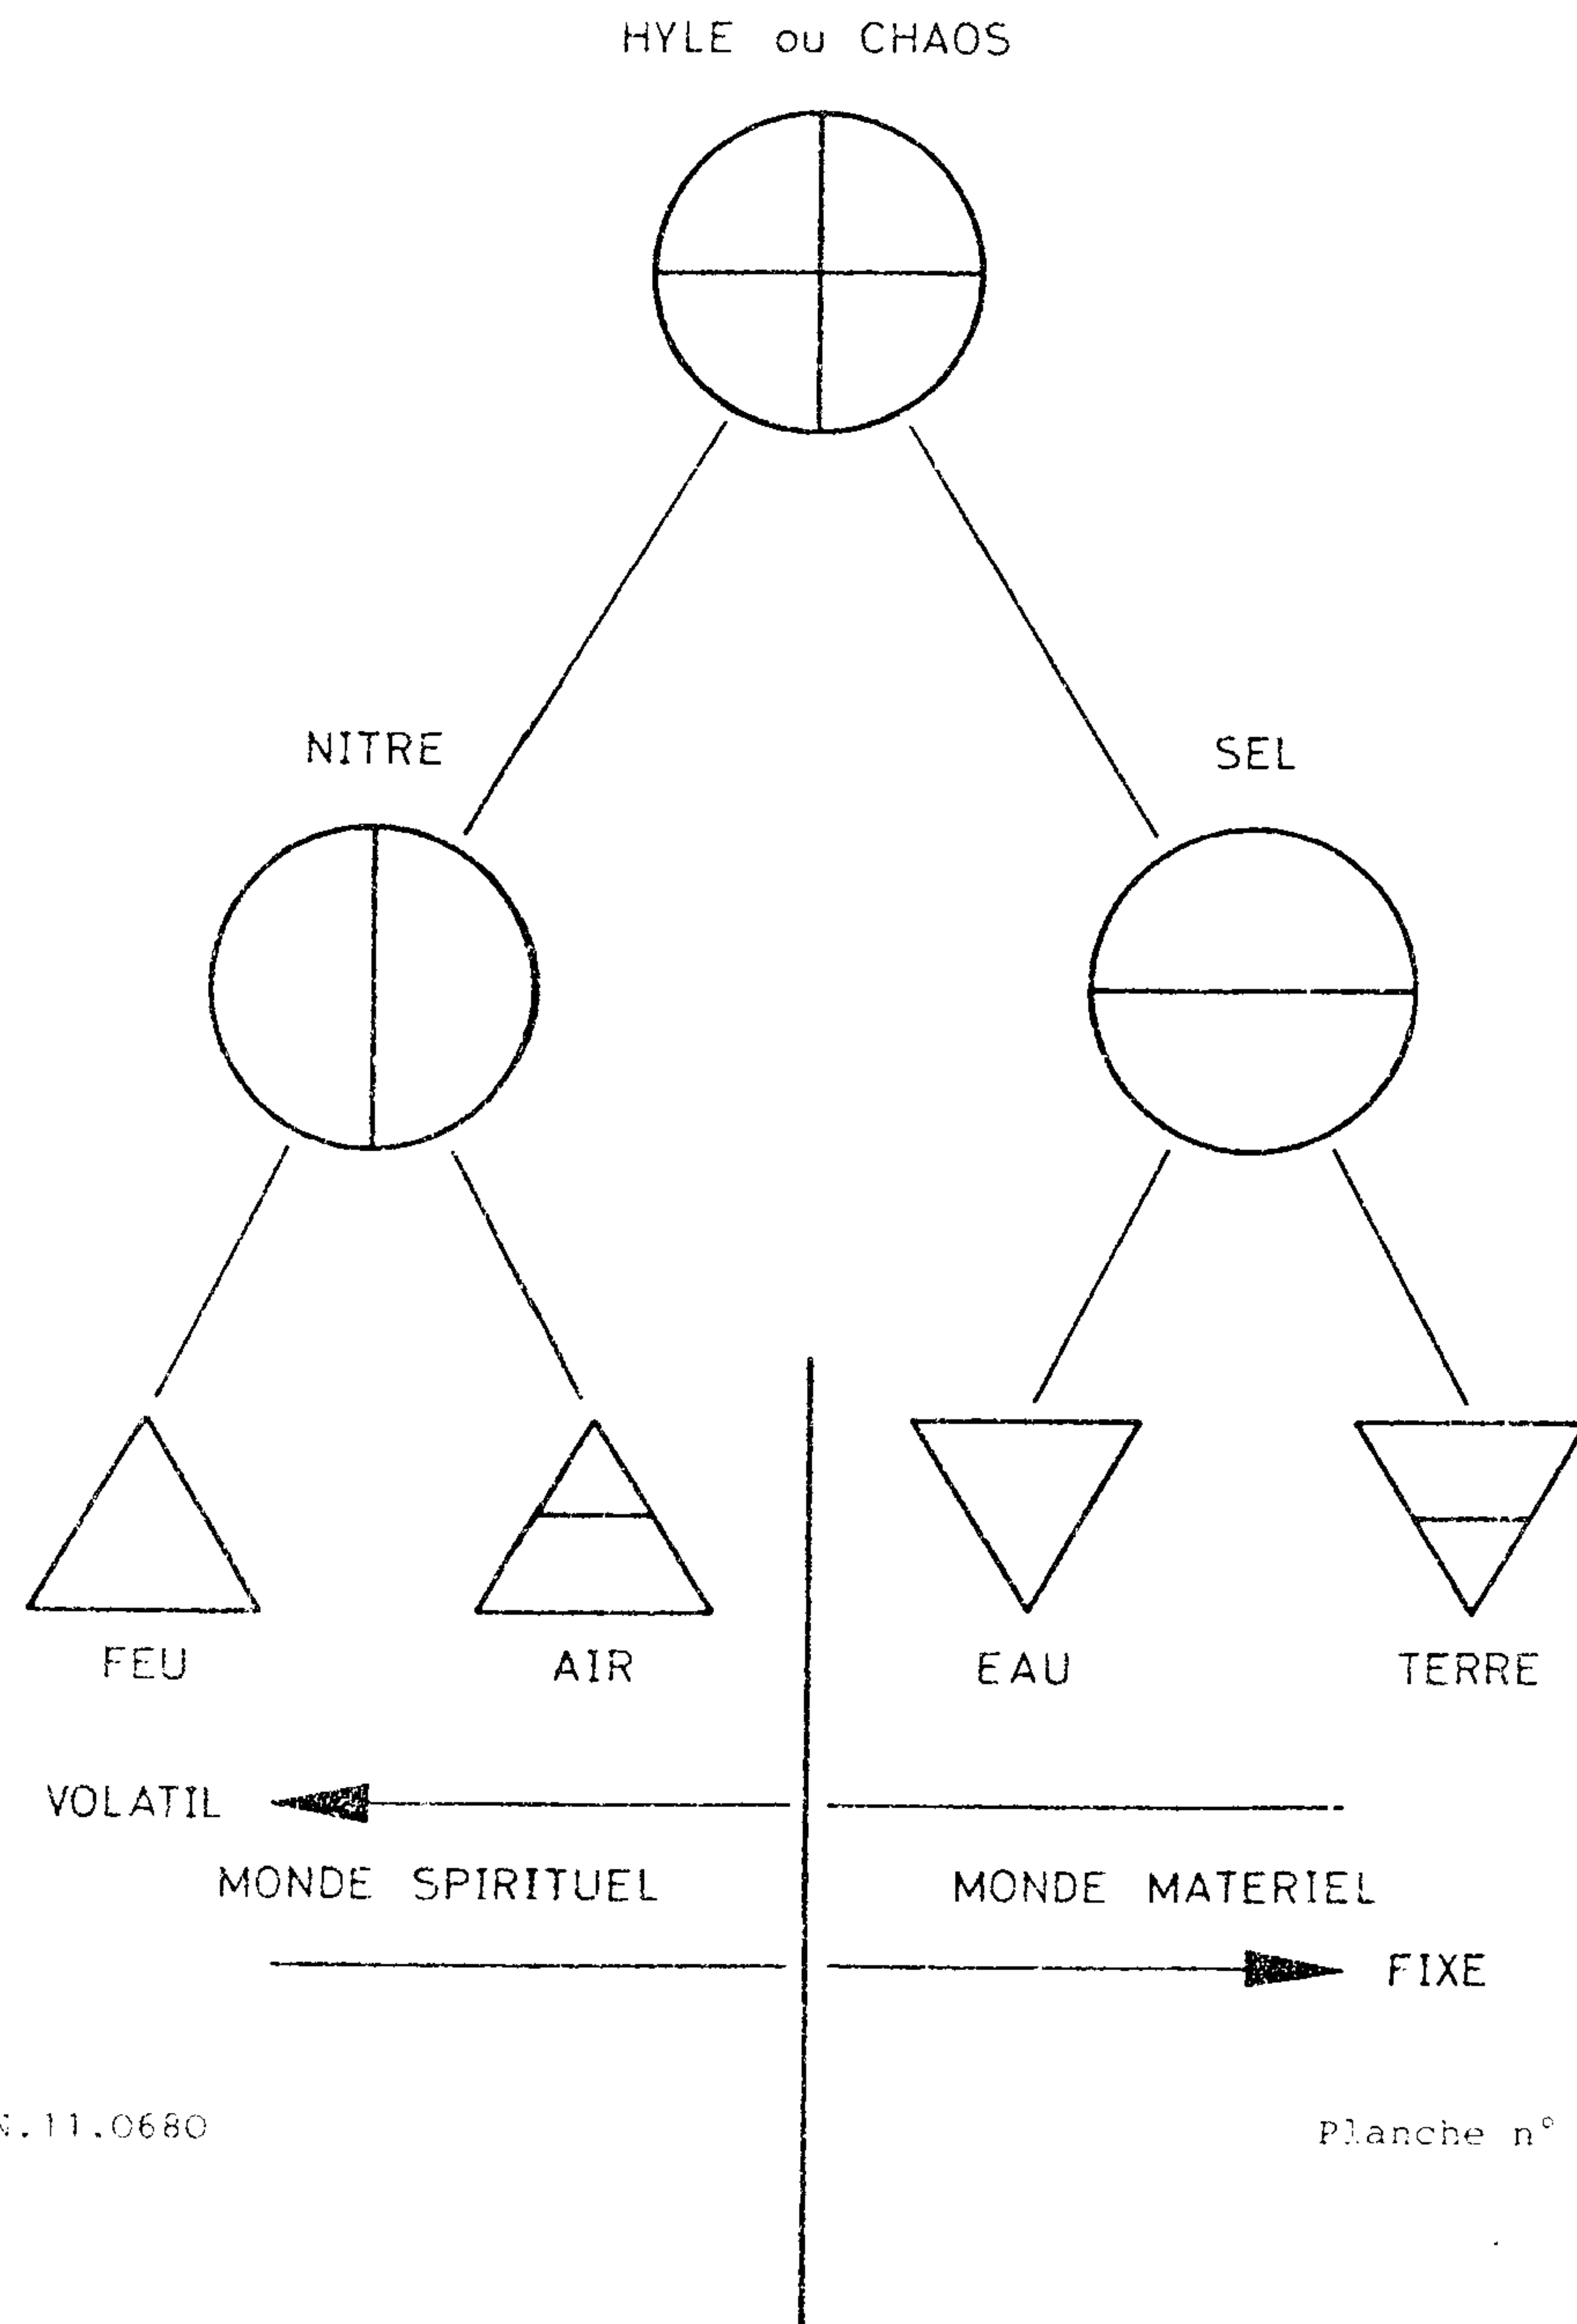 HYLE ou CHAOS
NITRE SEL
FEU AIR EAU TERRE
VOLATIL
MONDE SPIRITUEL MONDE MATERIEL
FIXE
.11.0680 Planche n°